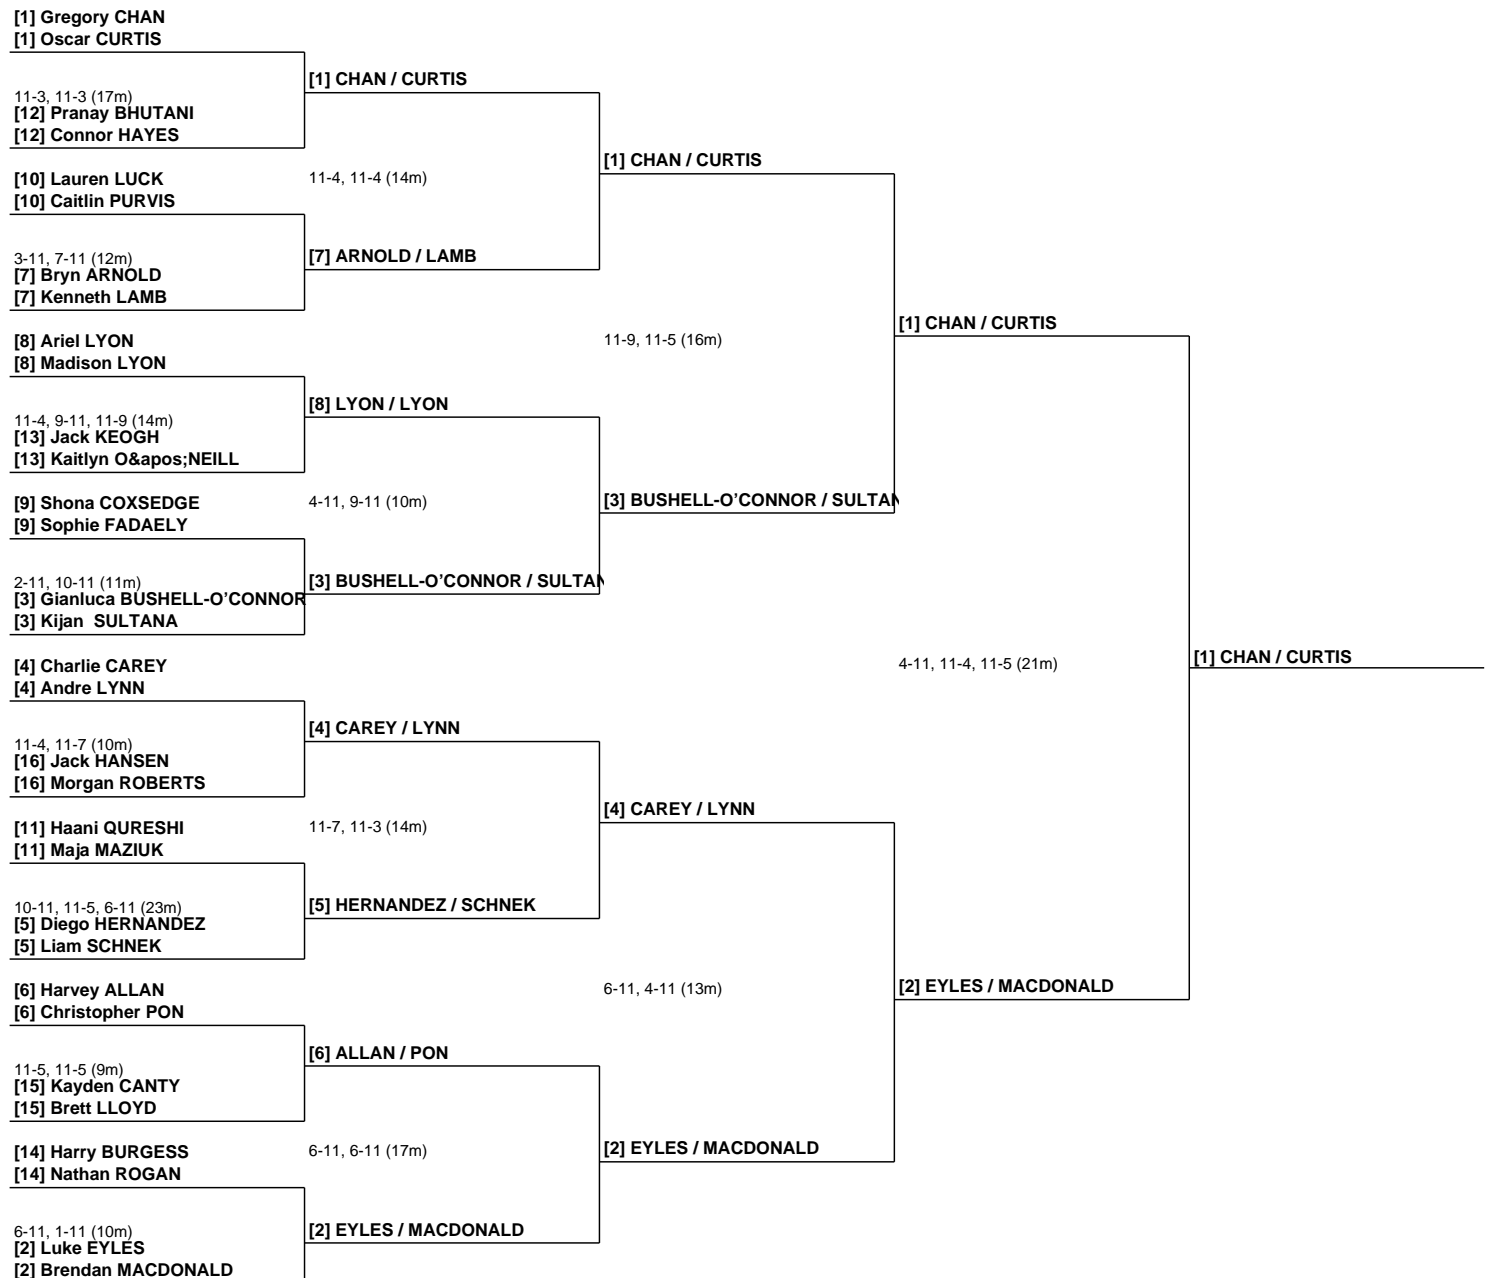 [1] Gregory CHAN
[1] Oscar CURTIS
[1] CHAN / CURTIS
11-3, 11-3 (17m)
[12] Pranay BHUTANI
[12] Connor HAYES
[1] CHAN / CURTIS
[10] Lauren LUCK
11-4, 11-4 (14m)
[10] Caitlin PURVIS
[7] ARNOLD / LAMB
3-11, 7-11 (12m)
[7] Bryn ARNOLD
[7] Kenneth LAMB
[1] CHAN / CURTIS
[8] Ariel LYON
11-9, 11-5 (16m)
[8] Madison LYON
[8] LYON / LYON
11-4, 9-11, 11-9 (14m)
[13] Jack KEOGH
[13] Kaitlyn O&apos;NEILL
[9] Shona COXSEDGE
4-11, 9-11 (10m)
[3] BUSHELL-O’CONNOR / SULTAN
[9] Sophie FADAELY
[3] BUSHELL-O’CONNOR / SULTAN
2-11, 10-11 (11m)
[3] Gianluca BUSHELL-O’CONNOR
[3] Kijan  SULTANA
[1] CHAN / CURTIS
[4] Charlie CAREY
4-11, 11-4, 11-5 (21m)
[4] Andre LYNN
[4] CAREY / LYNN
11-4, 11-7 (10m)
[16] Jack HANSEN
[16] Morgan ROBERTS
[4] CAREY / LYNN
[11] Haani QURESHI
11-7, 11-3 (14m)
[11] Maja MAZIUK
[5] HERNANDEZ / SCHNEK
10-11, 11-5, 6-11 (23m)
[5] Diego HERNANDEZ
[5] Liam SCHNEK
[2] EYLES / MACDONALD
[6] Harvey ALLAN
6-11, 4-11 (13m)
[6] Christopher PON
[6] ALLAN / PON
11-5, 11-5 (9m)
[15] Kayden CANTY
[15] Brett LLOYD
[2] EYLES / MACDONALD
[14] Harry BURGESS
6-11, 6-11 (17m)
[14] Nathan ROGAN
[2] EYLES / MACDONALD
6-11, 1-11 (10m)
[2] Luke EYLES
[2] Brendan MACDONALD